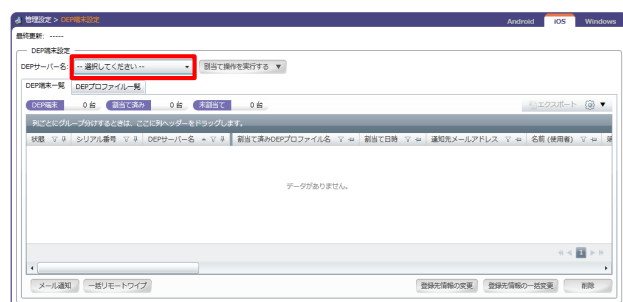 管理設定 > DEP端末設定
Android iOS Windows
最終更新: -----
DEP端末設定
DEPサーバー名: -- 選択してください -- ▼ 割当て操作を実行する ▼
DEP端末一覧 DEPプロファイル一覧
DEP端末 0 台 割当て済み 0 台 未割当て 0 台 エクスポート ▼
列ごとにグループ分けするときは、ここに列ヘッダーをドラッグします。
状態 シリアル番号 DEPサーバー名 割当て済みDEPプロファイル名 割当て日時 通知先メールアドレス 名前 (使用者)
データがありません。
1
メール通知 一括リモートワイプ 登録先情報の変更 登録先情報の一括変更 削除